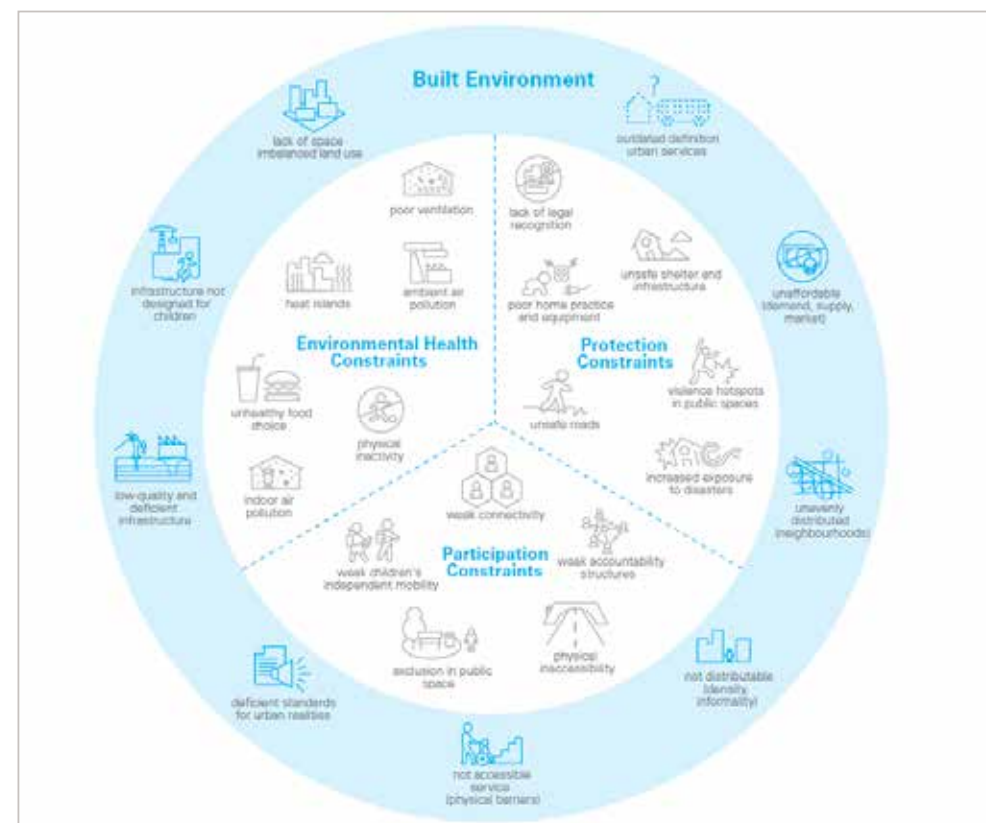 Built Environment
lack of space
imbalanced land use
?
outdated definition
urban services
poor ventilation
lack of legal
recognition
infrastructure not
designed for
children
heat islands
ambient air
pollution
poor home practice
and equipment
unsafe shelter and
infrastructure
unaffordable
(demand, supply,
market)
Environmental Health
Constraints
Protection
Constraints
unhealthy food
choice
physical
inactivity
unsafe roads
violence hotspots
in public spaces
low-quality and
deficient
infrastructure
indoor air
pollution
increased exposure
to disasters
unevenly
distributed
(neighbourhoods)
weak connectivity
Participation
Constraints
weak children's
independent mobility
weak accountability
structures
exclusion in public
space
physical
inaccessibility
not distributable
(density,
informality)
deficient standards
for urban realities
not accessible
service
(physical barriers)